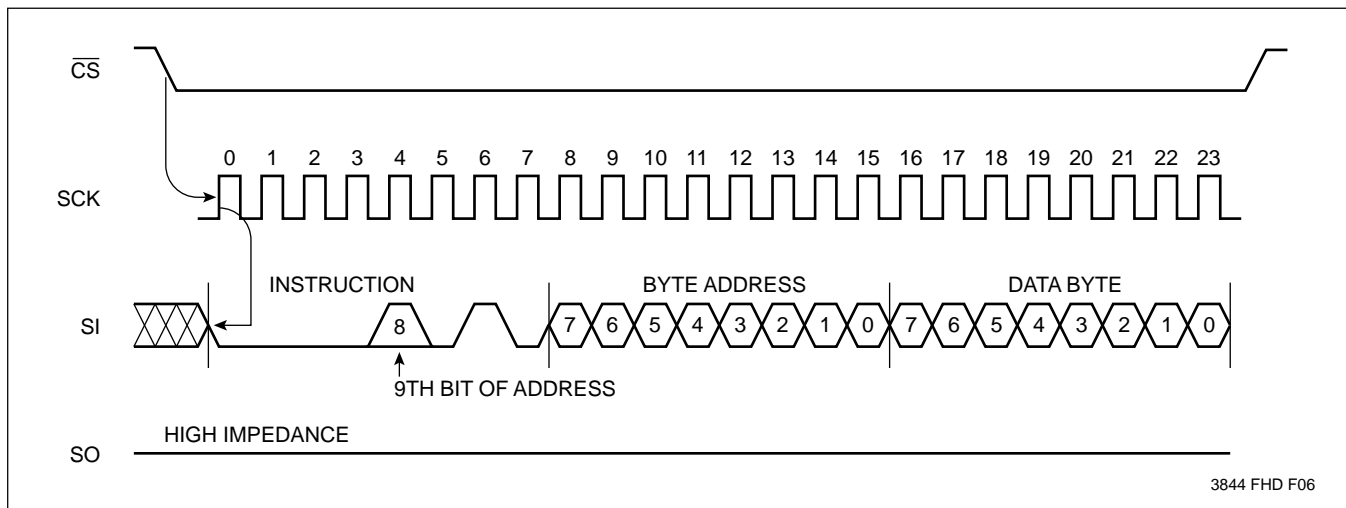 C̅S̅
0 1 2 3 4 5 6 7 8 9 10 11 12 13 14 15 16 17 18 19 20 21 22 23
SCK
INSTRUCTION BYTE ADDRESS DATA BYTE
SI 8 7 6 5 4 3 2 1 0 7 6 5 4 3 2 1 0
9TH BIT OF ADDRESS
HIGH IMPEDANCE
SO
3844 FHD F06